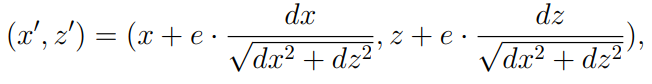 (x′, z′) = (x + e · dx/√(dx² + dz²), z + e · dz/√(dx² + dz²)),